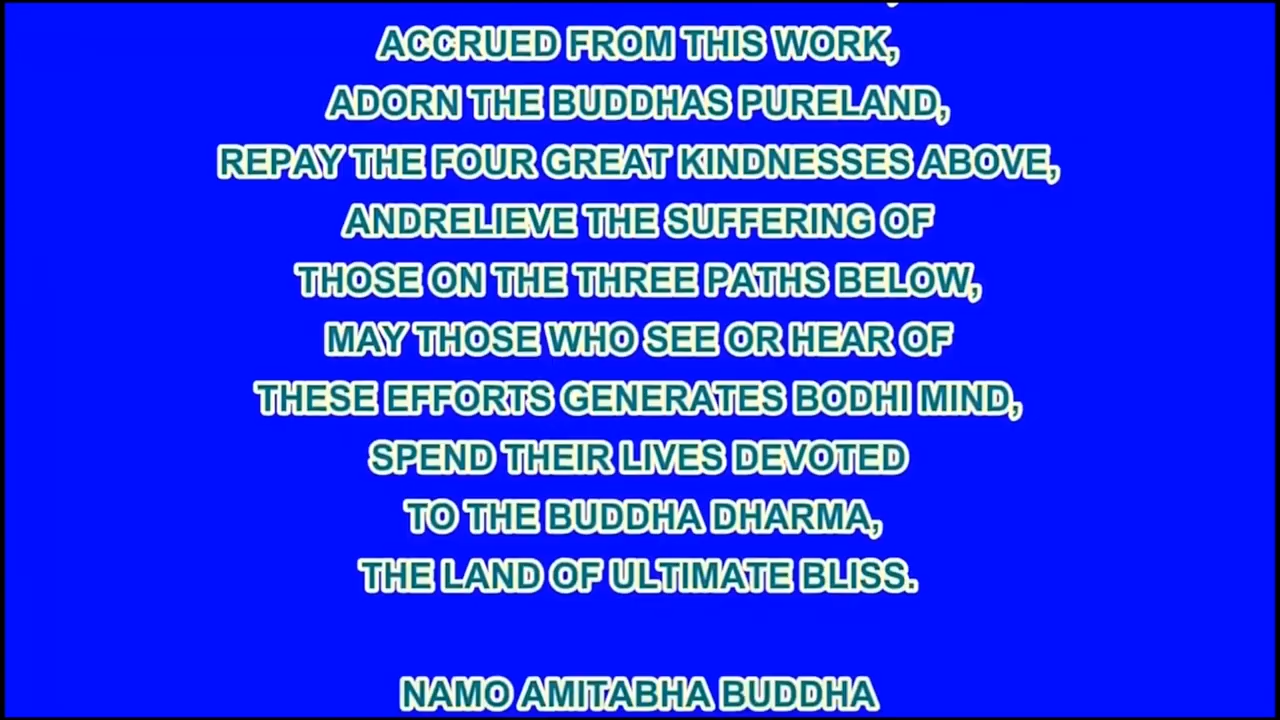 ACCRUED FROM THIS WORK,
ADORN THE BUDDHAS PURELAND,
REPAY THE FOUR GREAT KINDNESSES ABOVE,
ANDRELIEVE THE SUFFERING OF
THOSE ON THE THREE PATHS BELOW,
MAY THOSE WHO SEE OR HEAR OF
THESE EFFORTS GENERATES BODHI MIND,
SPEND THEIR LIVES DEVOTED
TO THE BUDDHA DHARMA,
THE LAND OF ULTIMATE BLISS.
NAMO AMITABHA BUDDHA